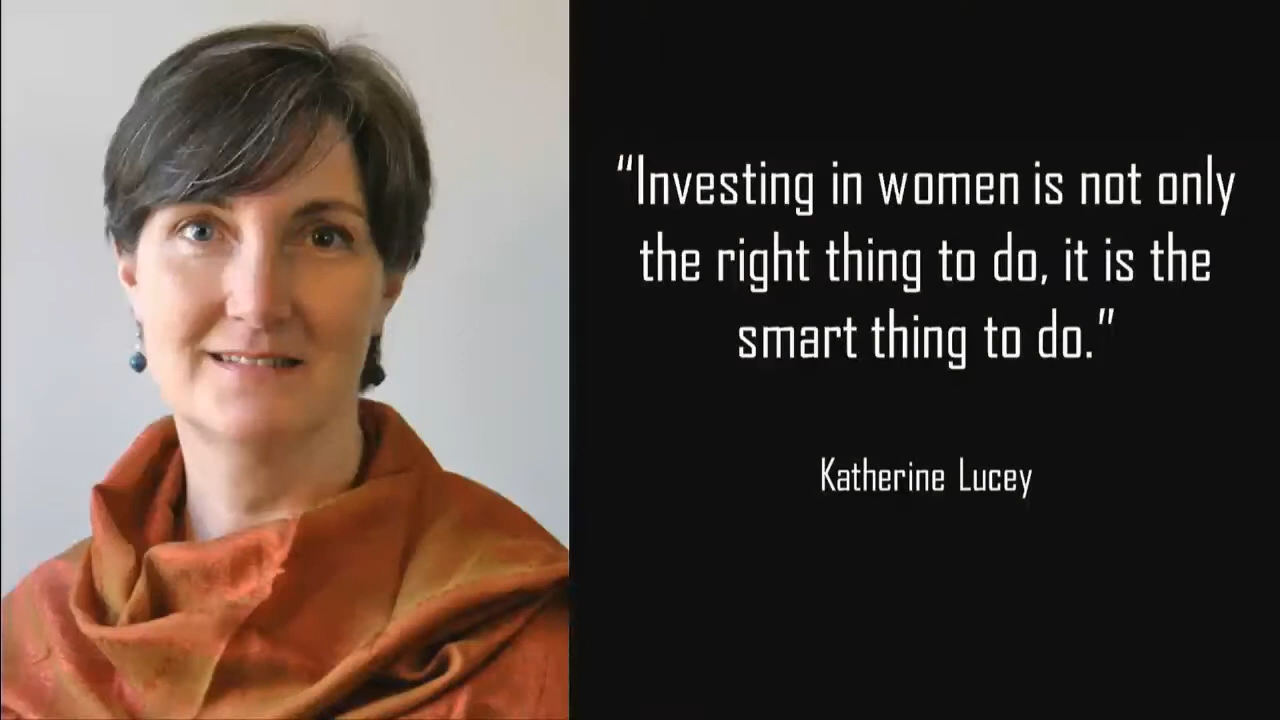 “Investing in women is not only
the right thing to do, it is the
smart thing to do.”
Katherine Lucey